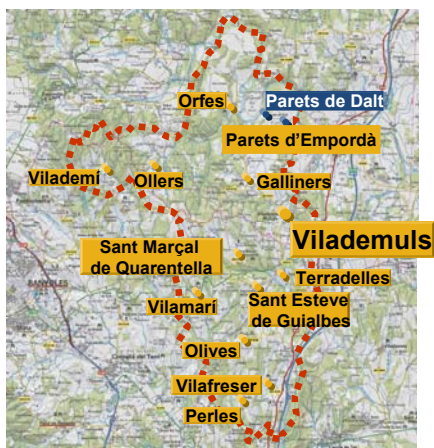 Orfes
Parets de Dalt
Parets d'Empordà
Vilademí
Ollers
Galliners
Vilademuls
Sant Marçal
de Quarentella
Terradelles
Vilamarí
Sant Esteve
de Guialbes
Olives
Vilafreser
Perles